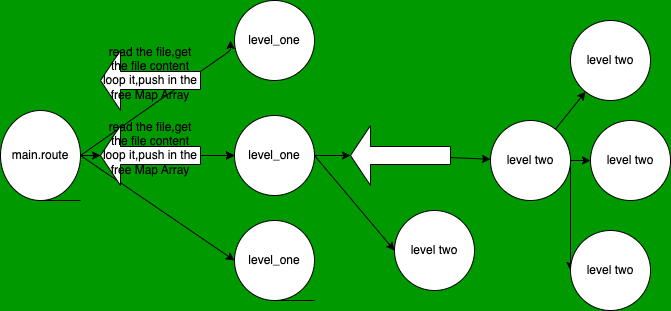 level_one
read the file,get
the file content
loop it,push in the
free Map Array
level two
read the file,get
the file content
loop it,push in the
free Map Array
main.route
level_one
level two
level two
level_one
level two
level two